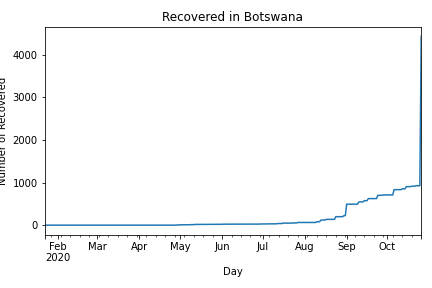 Recovered in Botswana
Number of Recovered
4000
3000
2000
1000
0
Feb Mar Apr May Jun Jul Aug Sep Oct
2020
Day